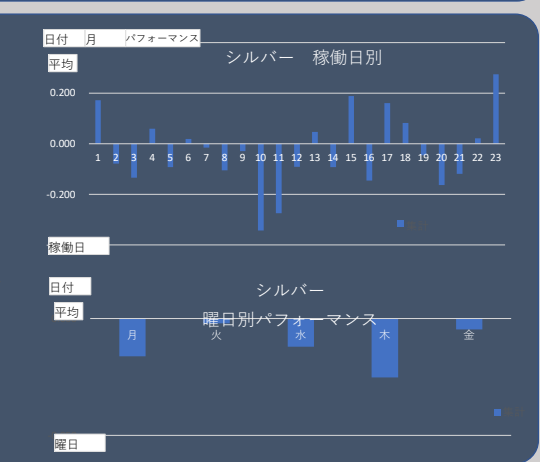 日付 月 パフォーマンス
シルバー 稼働日別
平均
0.200
0.000
1 2 3 4 5 6 7 8 9 10 11 12 13 14 15 16 17 18 19 20 21 22 23
-0.200
稼働日
日付
シルバー
平均
曜日別パフォーマンス
月 火 水 木 金
曜日